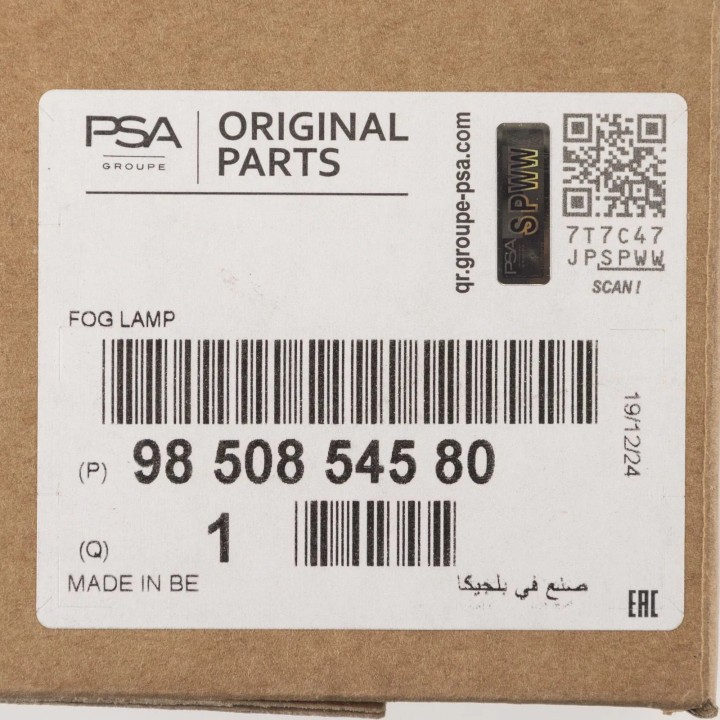 PSA
GROUPE
ORIGINAL
PARTS
qr.groupe-psa.com
PSA
SPWW
7T7C47
JPSPWW
SCAN!
FOG LAMP
(P) 98 508 545 80
19/12/24
(Q) 1
MADE IN BE
صنع في بلجيكا
EAC